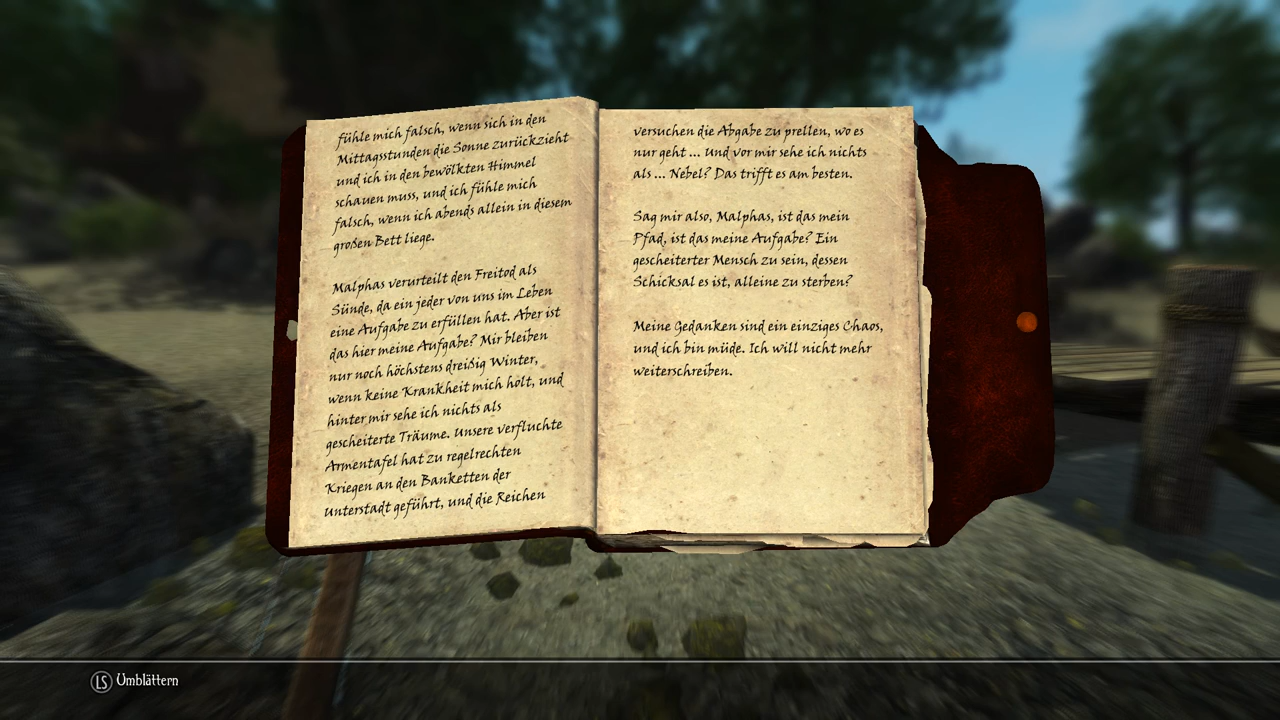 fühle mich falsch, wenn sich in den
Mittagsstunden die Sonne zurückzieht
und ich in den bewölkten Himmel
schauen muss, und ich fühle mich
falsch, wenn ich abends allein in diesem
großen Bett liege.
Malphas verurteilt den Freitod als
Sünde, da ein jeder von uns im Leben
eine Aufgabe zu erfüllen hat. Aber ist
das hier meine Aufgabe? Mir bleiben
nur noch höchstens dreißig Winter,
wenn keine Krankheit mich holt, und
hinter mir sehe ich nichts als
gescheiterte Träume. Unsere verfluchte
Armentafel hat zu regelrechten
Kriegen an den Banketten der
Unterstadt geführt, und die Reichen
versuchen die Abgabe zu prellen, wo es
nur geht ... Und vor mir sehe ich nichts
als ... Nebel? Das trifft es am besten.
Sag mir also, Malphas, ist das mein
Pfad, ist das meine Aufgabe? Ein
gescheiterter Mensch zu sein, dessen
Schicksal es ist, alleine zu sterben?
Meine Gedanken sind ein einziges Chaos,
und ich bin müde. Ich will nicht mehr
weiterschreiben.
LS Umblättern